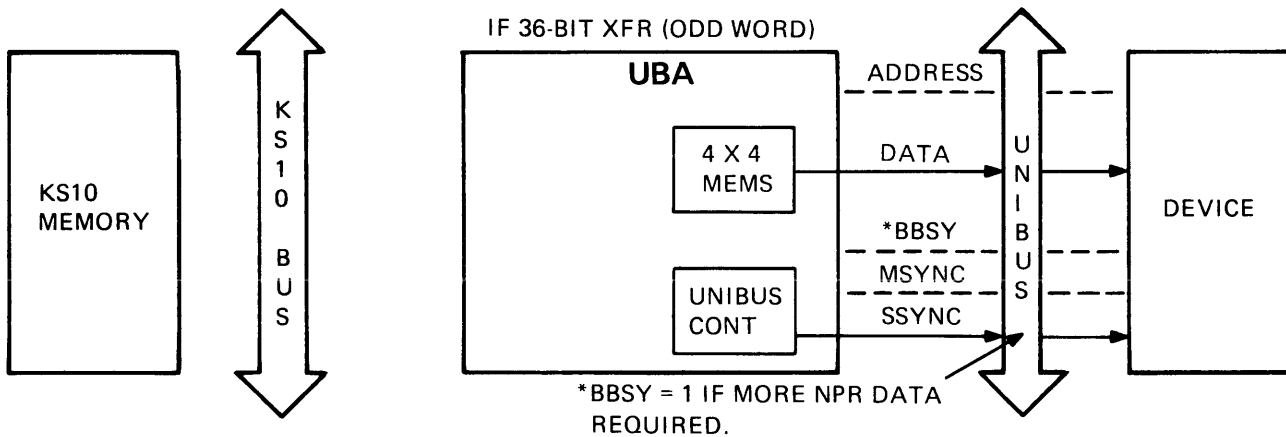 IF 36-BIT XFR (ODD WORD)
UBA
ADDRESS
KS10 BUS
4 X 4
MEMS
DATA
UNIBUS
KS10
MEMORY
DEVICE
*BBSY
MSYNC
UNIBUS
CONT
SSYNC
*BBSY = 1 IF MORE NPR DATA
REQUIRED.